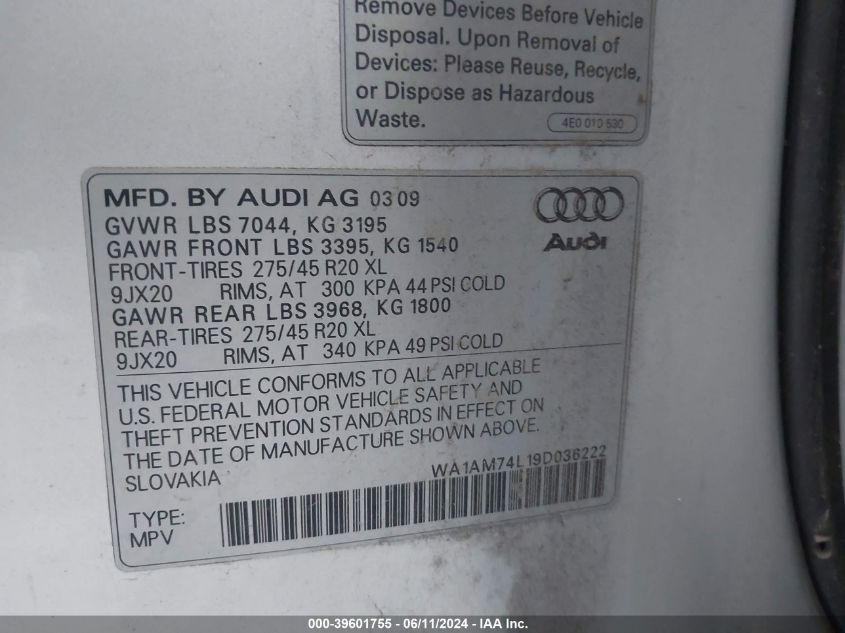 Remove Devices Before Vehicle
Disposal. Upon Removal of
Devices: Please Reuse, Recycle,
or Dispose as Hazardous
Waste.
4E0 010 530
MFD. BY AUDI AG 03 09
GVWR LBS 7044, KG 3195
GAWR FRONT LBS 3395, KG 1540
FRONT-TIRES 275/45 R20 XL
9JX20 RIMS, AT 300 KPA 44 PSI COLD
GAWR REAR LBS 3968, KG 1800
REAR-TIRES 275/45 R20 XL
9JX20 RIMS, AT 340 KPA 49 PSI COLD
Audi
THIS VEHICLE CONFORMS TO ALL APPLICABLE
U.S. FEDERAL MOTOR VEHICLE SAFETY AND
THEFT PREVENTION STANDARDS IN EFFECT ON
THE DATE OF MANUFACTURE SHOWN ABOVE.
SLOVAKIA
WA1AM74L19D036222
TYPE:
MPV
000-39601755 - 06/11/2024 - IAA Inc.